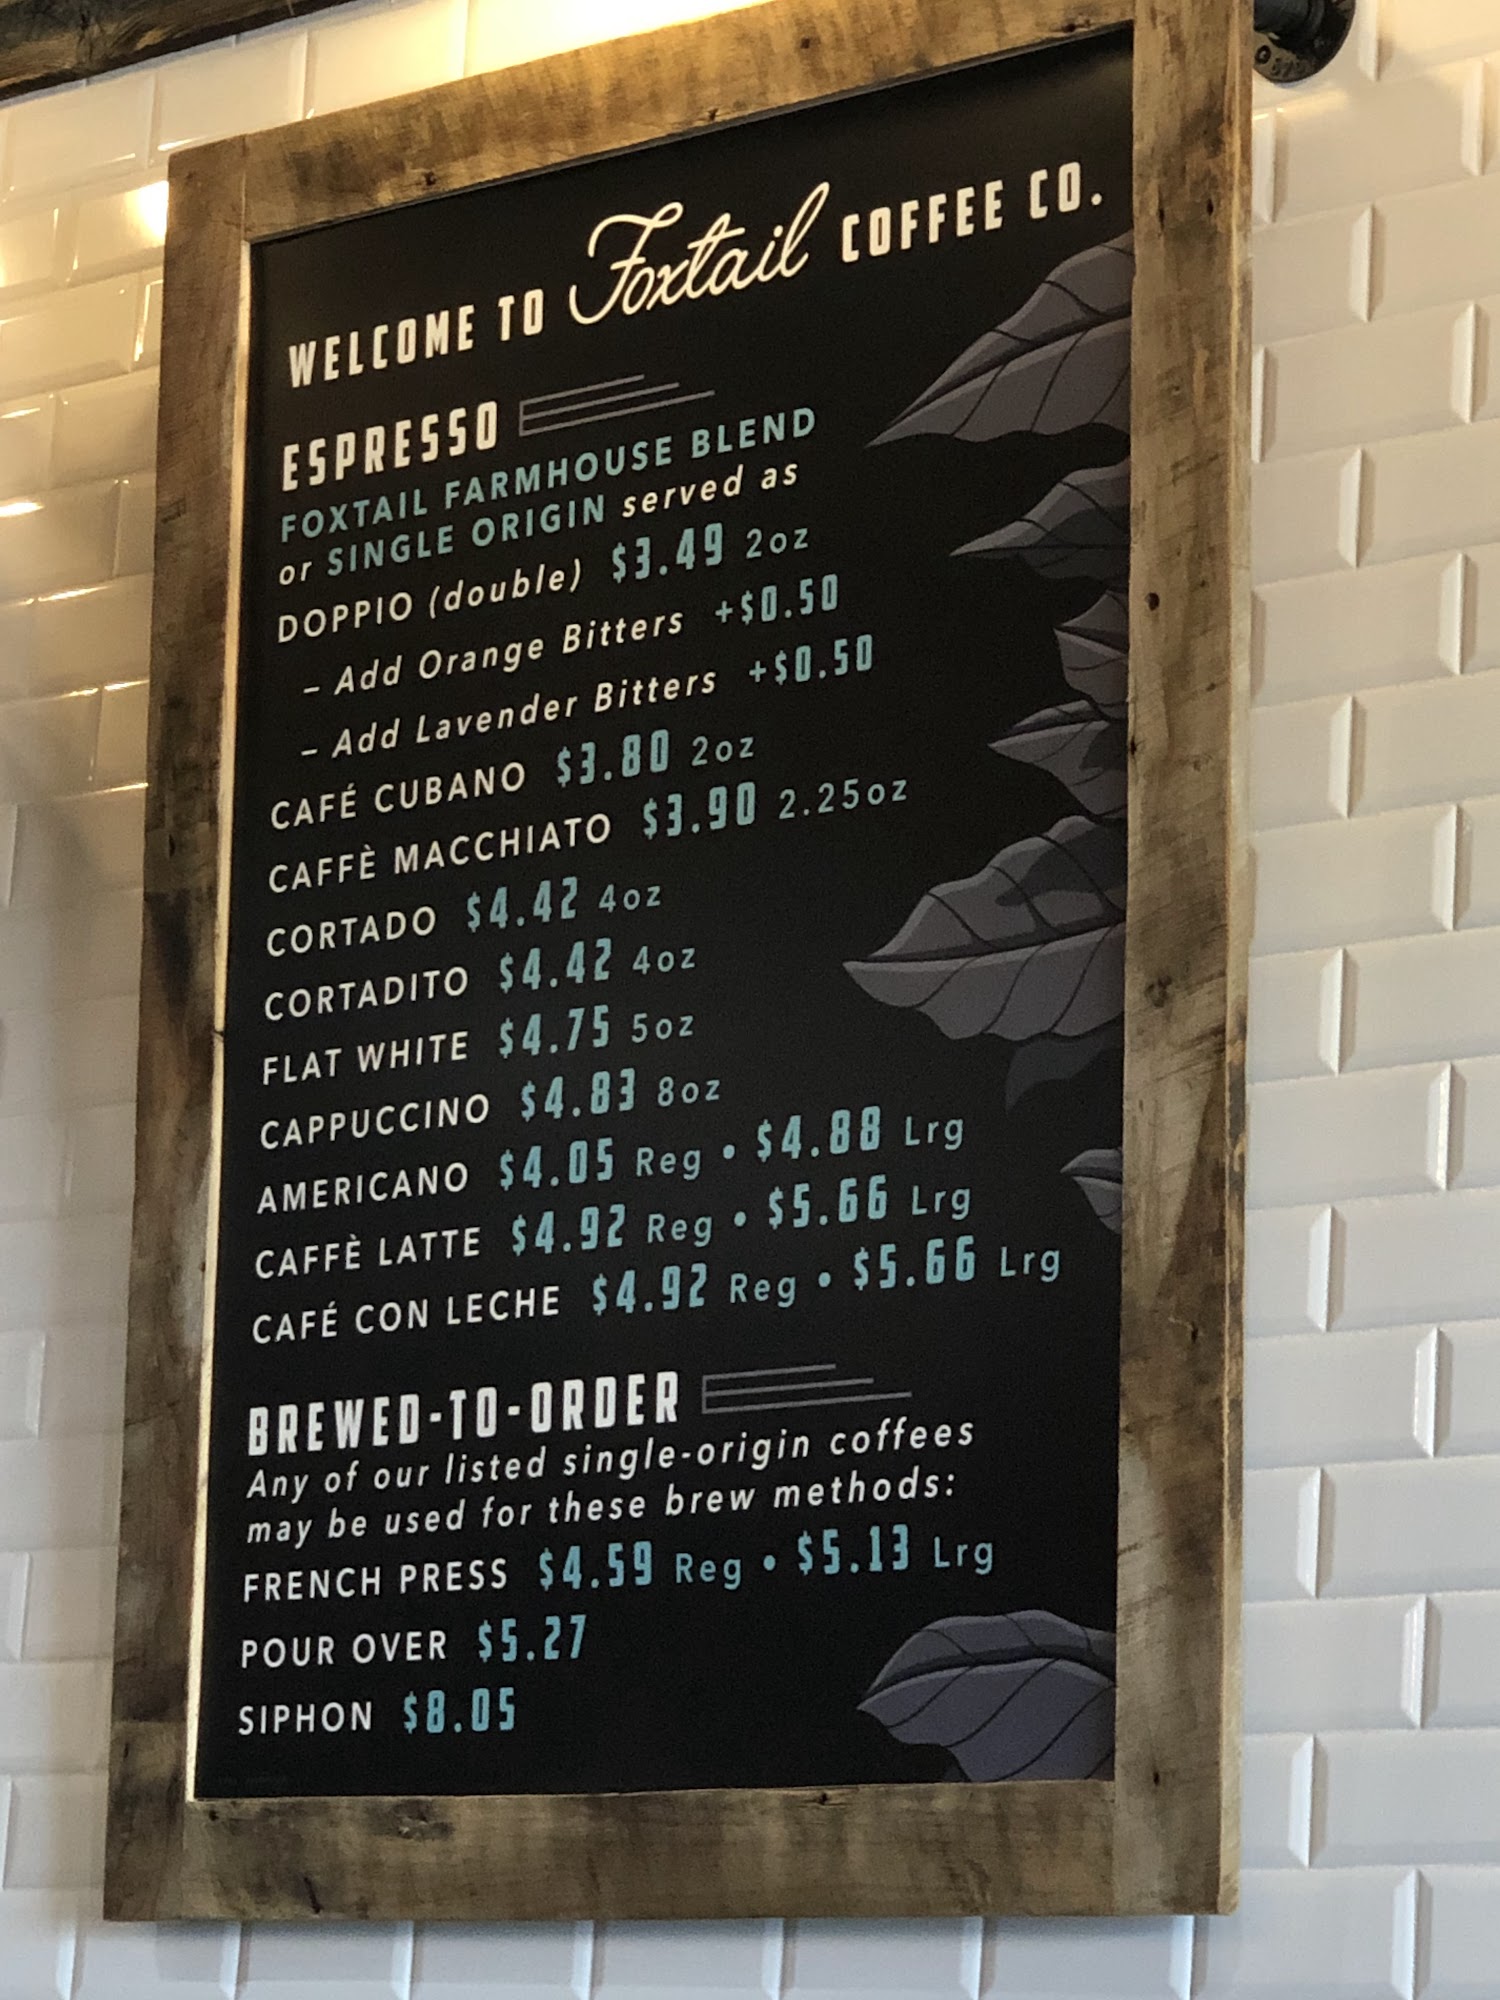 WELCOME TO Foxtail COFFEE CO.
ESPRESSO
FOXTAIL FARMHOUSE BLEND
or SINGLE ORIGIN served as
DOPPIO (double) $3.49 2oz
– Add Orange Bitters +$0.50
– Add Lavender Bitters +$0.50
CAFÉ CUBANO $3.80 2oz
CAFFÈ MACCHIATO $3.90 2.25oz
CORTADO $4.42 4oz
CORTADITO $4.42 4oz
FLAT WHITE $4.75 5oz
CAPPUCCINO $4.83 8oz
AMERICANO $4.05 Reg • $4.88 Lrg
CAFFÈ LATTE $4.92 Reg • $5.66 Lrg
CAFÉ CON LECHE $4.92 Reg • $5.66 Lrg
BREWED-TO-ORDER
Any of our listed single-origin coffees
may be used for these brew methods:
FRENCH PRESS $4.59 Reg • $5.13 Lrg
POUR OVER $5.27
SIPHON $8.05